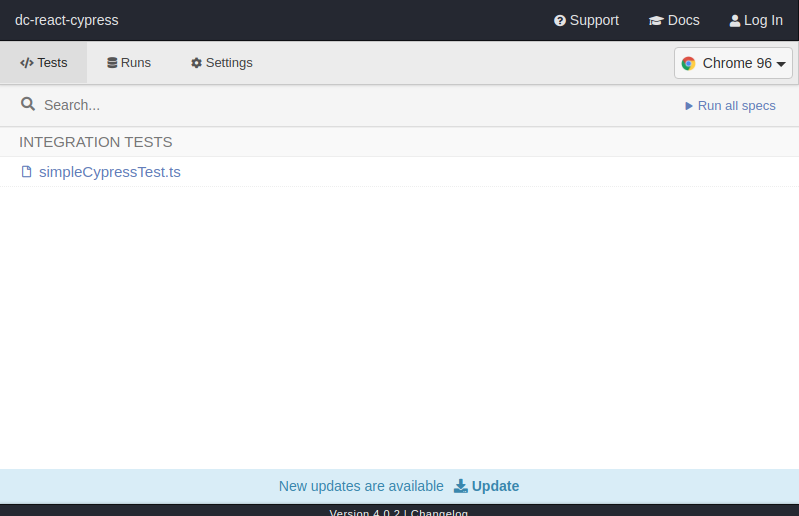 dc-react-cypress Support Docs Log In
Tests Runs Settings Chrome 96
Search... Run all specs
INTEGRATION TESTS
simpleCypressTest.ts
New updates are available Update
Version 4.0.2 | Changelog